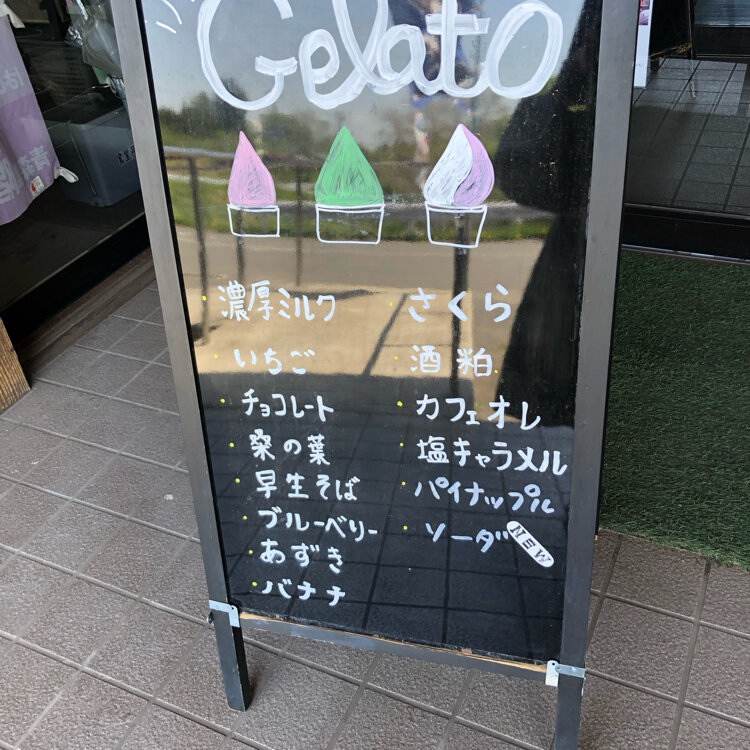 Gelato
濃厚ミルク
いちご
チョコレート
桑の葉
早生そば
ブルーベリー
あずき
バナナ
さくら
酒粕
カフェオレ
塩キャラメル
パイナップル
ソーダ NEW